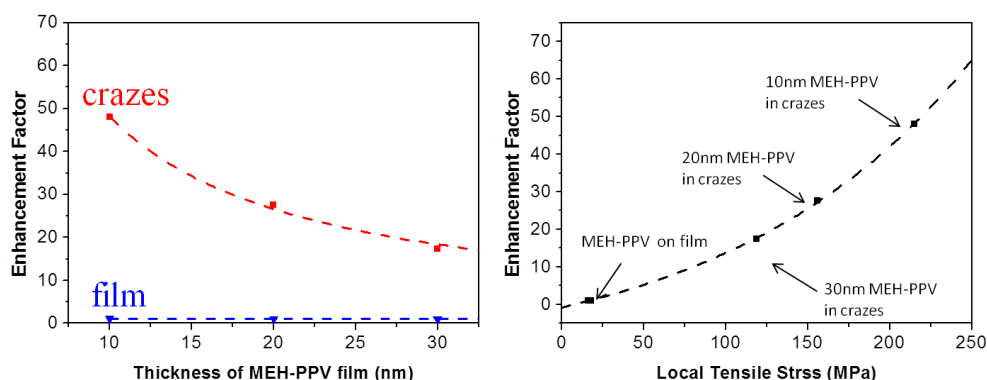 70
60
50
40
30
20
10
0
Enhancement Factor
crazes
film
10
15
20
25
30
Thickness of MEH-PPV film (nm)
70
60
50
40
30
20
10
0
Enhancement Factor
10nm MEH-PPV
in crazes
20nm MEH-PPV
in crazes
MEH-PPV on film
30nm MEH-PPV
in crazes
0
50
100
150
200
250
Local Tensile Strss (MPa)